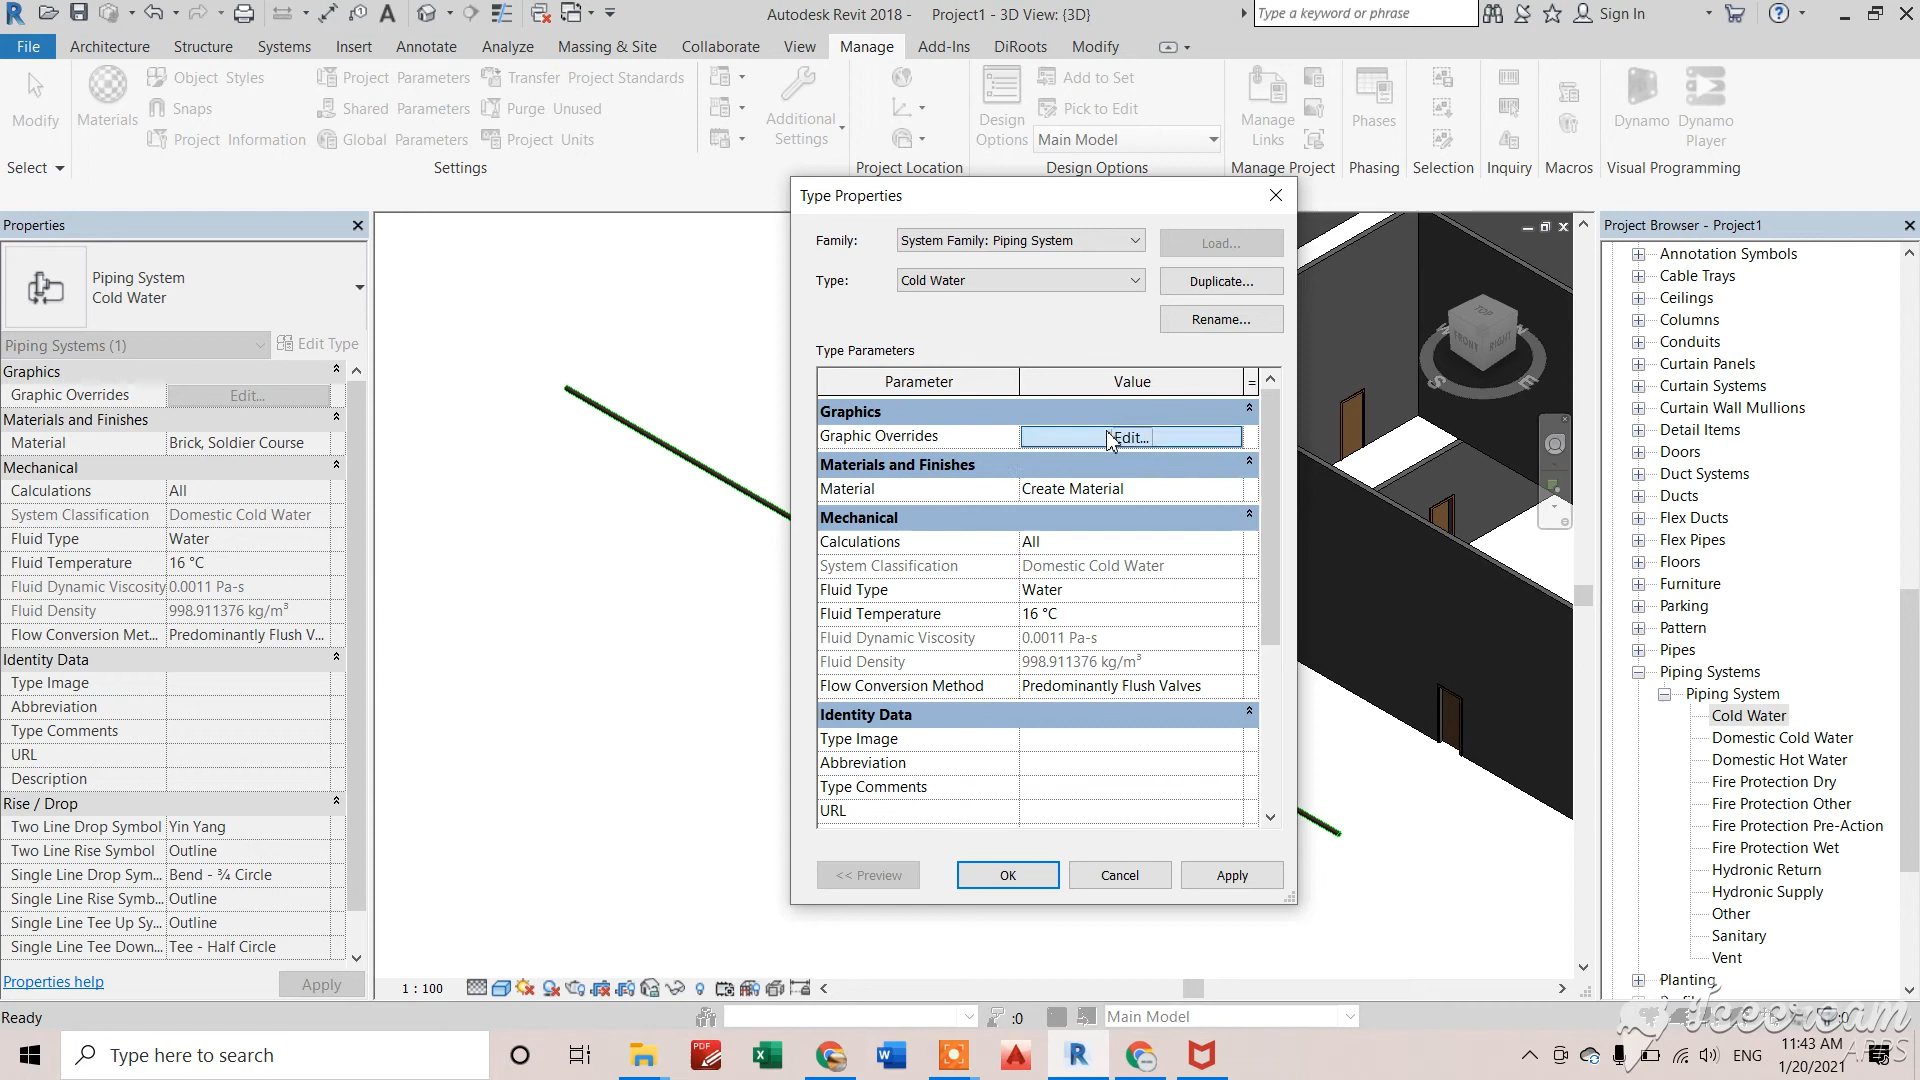 Autodesk Revit 2018 - Project1 - 3D View: {3D}
Type a keyword or phrase
Sign In
File Architecture Structure Systems Insert Annotate Analyze Massing & Site Collaborate View Manage Add-Ins DiRoots Modify
Modify
Materials
Object Styles
Snaps
Project Information
Project Parameters
Shared Parameters
Global Parameters
Transfer Project Standards
Purge Unused
Project Units
Additional Settings
Design Options
Add to Set
Pick to Edit
Main Model
Manage Links
Phases
Dynamo
Dynamo Player
Select Settings Project Location Design Options Manage Project Phasing Selection Inquiry Macros Visual Programming
Properties
Piping System
Cold Water
Piping Systems (1)
Edit Type
Graphics
Graphic Overrides Edit...
Materials and Finishes
Material Brick, Soldier Course
Mechanical
Calculations All
System Classification Domestic Cold Water
Fluid Type Water
Fluid Temperature 16 °C
Fluid Dynamic Viscosity 0.0011 Pa-s
Fluid Density 998.911376 kg/m³
Flow Conversion Met... Predominantly Flush V...
Identity Data
Type Image
Abbreviation
Type Comments
URL
Description
Rise / Drop
Two Line Drop Symbol Yin Yang
Two Line Rise Symbol Outline
Single Line Drop Sym... Bend - ¾ Circle
Single Line Rise Symb... Outline
Single Line Tee Up Sy... Outline
Single Line Tee Down... Tee - Half Circle
Properties help
Apply
Type Properties
Family: System Family: Piping System Load...
Type: Cold Water Duplicate...
Rename...
Type Parameters
Parameter Value =
Graphics
Graphic Overrides Edit...
Materials and Finishes
Material Create Material
Mechanical
Calculations All
System Classification Domestic Cold Water
Fluid Type Water
Fluid Temperature 16 °C
Fluid Dynamic Viscosity 0.0011 Pa-s
Fluid Density 998.911376 kg/m³
Flow Conversion Method Predominantly Flush Valves
Identity Data
Type Image
Abbreviation
Type Comments
URL
<< Preview OK Cancel Apply
TOP
FRONT RIGHT
W N
S E
Project Browser - Project1
Annotation Symbols
Cable Trays
Ceilings
Columns
Conduits
Curtain Panels
Curtain Systems
Curtain Wall Mullions
Detail Items
Doors
Duct Systems
Ducts
Flex Ducts
Flex Pipes
Floors
Furniture
Parking
Pattern
Pipes
Piping Systems
Piping System
Cold Water
Domestic Cold Water
Domestic Hot Water
Fire Protection Dry
Fire Protection Other
Fire Protection Pre-Action
Fire Protection Wet
Hydronic Return
Hydronic Supply
Other
Sanitary
Vent
Planting
1 : 100
Ready
:0
Main Model
Icecream
APPS
Type here to search
PDF
ENG
11:43 AM
1/20/2021